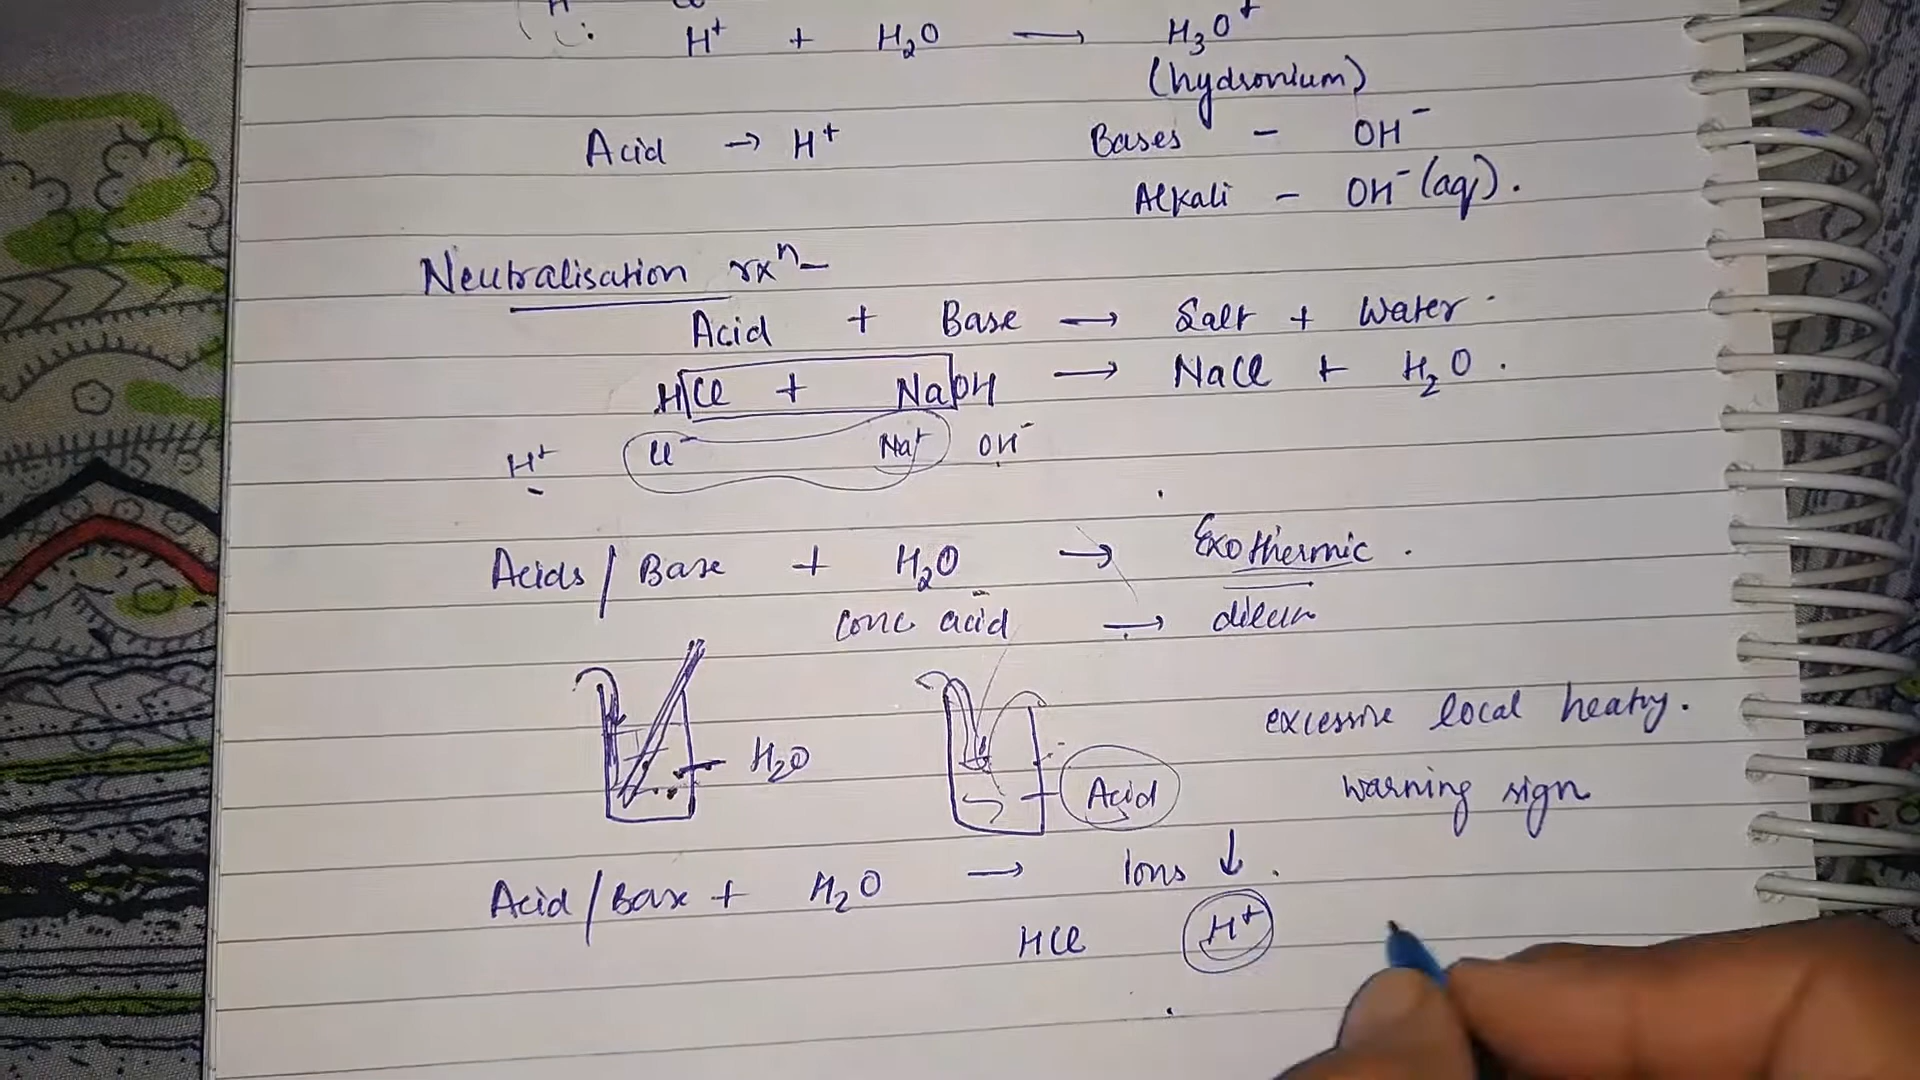 H⁺ + H₂O → H₃O⁺
(hydronium)
Acid → H⁺ Bases - OH⁻
Alkali - OH⁻(aq).
Neutralisation rxⁿ-
Acid + Base → Salt + Water.
HCl + NaOH → NaCl + H₂O.
H⁺ Cl⁻ Na⁺ OH⁻
Acids/Base + H₂O → Exothermic.
conc acid →
H₂O Acid excessive local
warning sign
Acid/Base + H₂O → Ions ↓.
HCl H⁺